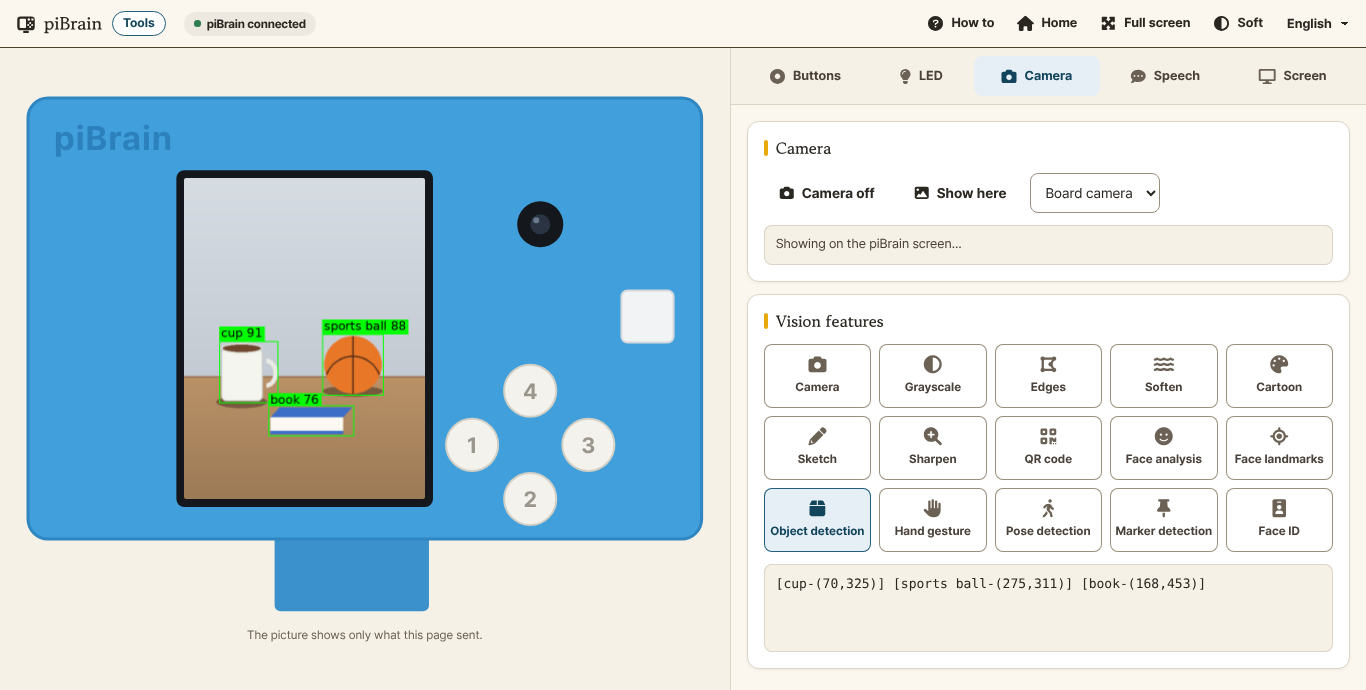 piBrain
Tools
piBrain connected
How to
Home
Full screen
Soft
English
Buttons
LED
Camera
Speech
Screen
piBrain
cup 91
sports ball 88
book 76
4
1
3
2
The picture shows only what this page sent.
Camera
Camera off
Show here
Board camera
Showing on the piBrain screen...
Vision features
Camera
Grayscale
Edges
Soften
Cartoon
Sketch
Sharpen
QR code
Face analysis
Face landmarks
Object detection
Hand gesture
Pose detection
Marker detection
Face ID
[cup-(70,325)] [sports ball-(275,311)] [book-(168,453)]